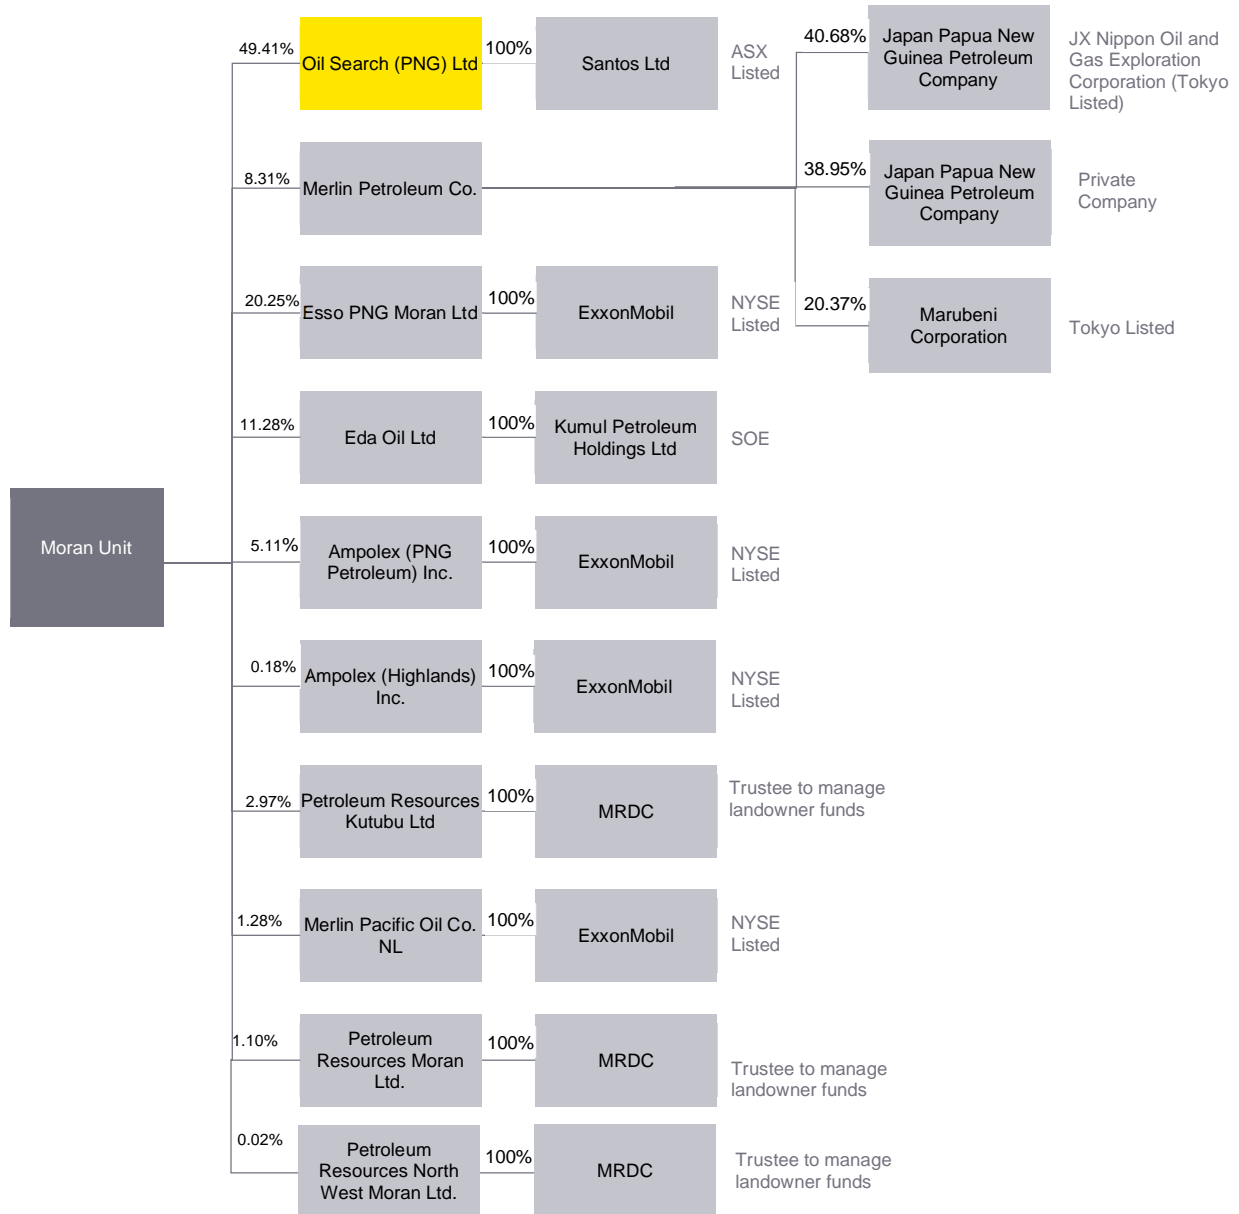 49.41%
Oil Search (PNG) Ltd
100%
Santos Ltd
ASX
Listed
40.68%
Japan Papua New
Guinea Petroleum
Company
JX Nippon Oil and
Gas Exploration
Corporation (Tokyo
Listed)
8.31%
Merlin Petroleum Co.
38.95%
Japan Papua New
Guinea Petroleum
Company
Private
Company
20.25%
Esso PNG Moran Ltd
100%
ExxonMobil
NYSE
Listed
20.37%
Marubeni
Corporation
Tokyo Listed
11.28%
Eda Oil Ltd
100%
Kumul Petroleum
Holdings Ltd
SOE
Moran Unit
5.11%
Ampolex (PNG
Petroleum) Inc.
100%
ExxonMobil
NYSE
Listed
0.18%
Ampolex (Highlands)
Inc.
100%
ExxonMobil
NYSE
Listed
2.97%
Petroleum Resources
Kutubu Ltd
100%
MRDC
Trustee to manage
landowner funds
1.28%
Merlin Pacific Oil Co.
NL
100%
ExxonMobil
NYSE
Listed
1.10%
Petroleum
Resources Moran
Ltd.
100%
MRDC
Trustee to manage
landowner funds
0.02%
Petroleum
Resources North
West Moran Ltd.
100%
MRDC
Trustee to manage
landowner funds